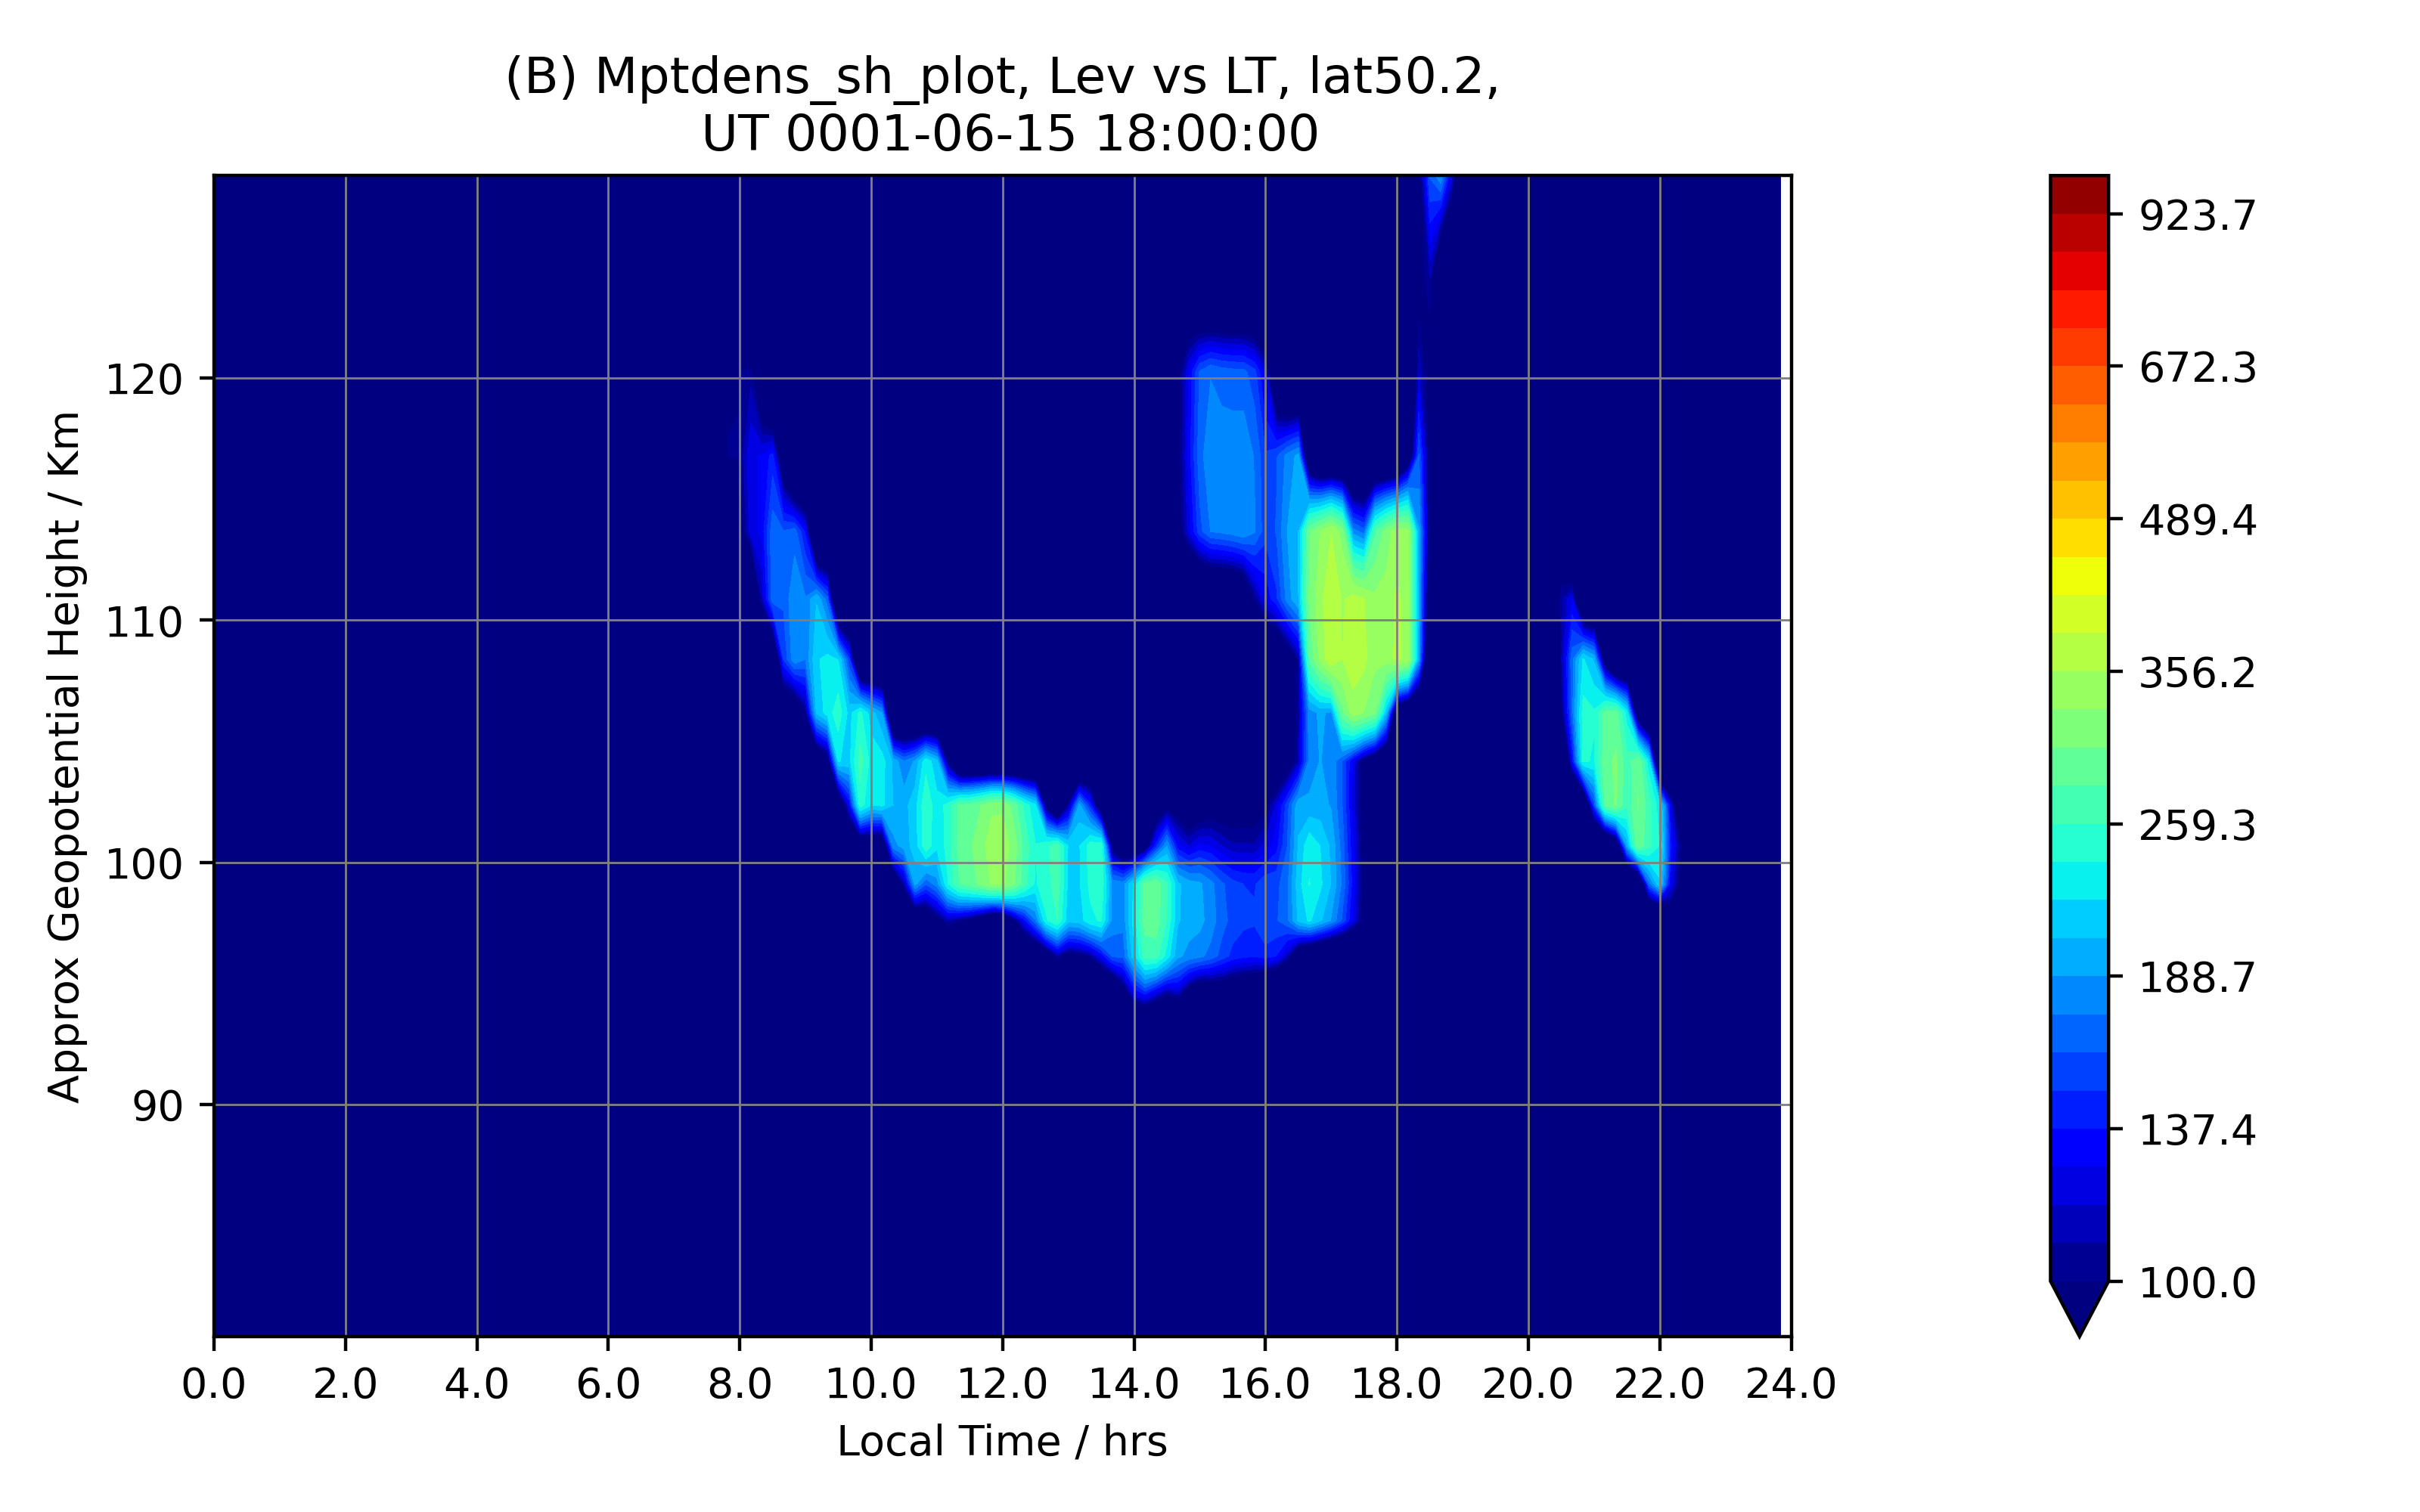 (B) Mptdens_sh_plot, Lev vs LT, lat50.2,
UT 0001-06-15 18:00:00
Approx Geopotential Height / Km
120
110
100
90
0.0 2.0 4.0 6.0 8.0 10.0 12.0 14.0 16.0 18.0 20.0 22.0 24.0
Local Time / hrs
923.7
672.3
489.4
356.2
259.3
188.7
137.4
100.0